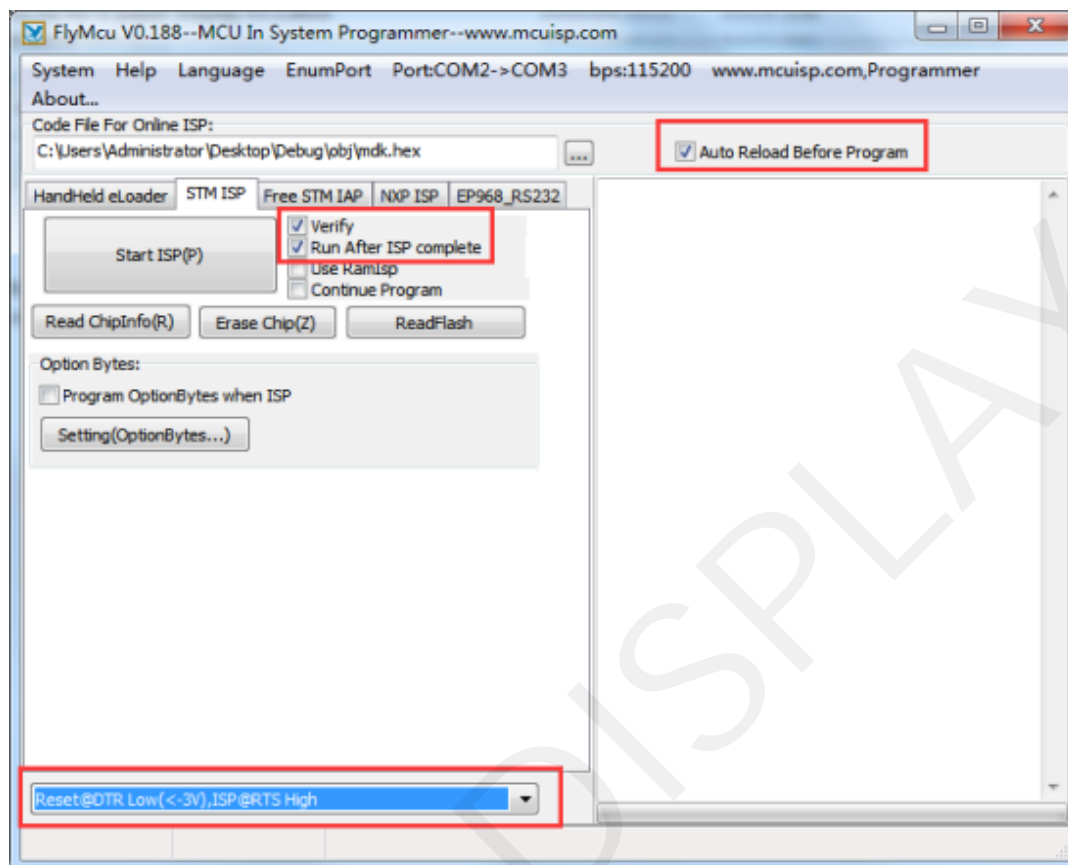 FlyMcu V0.188--MCU In System Programmer--www.mcuisp.com
System Help Language EnumPort Port:COM2->COM3 bps:115200 www.mcuisp.com,Programmer
About...
Code File For Online ISP:
C:\Users\Administrator\Desktop\Debug\obj\mdk.hex
...
Auto Reload Before Program
HandHeld eLoader STM ISP Free STM IAP NXP ISP EP968_RS232
Start ISP(P)
Verify
Run After ISP complete
Use RamIsp
Continue Program
Read ChipInfo(R) Erase Chip(Z) ReadFlash
Option Bytes:
Program OptionBytes when ISP
Setting(OptionBytes...)
Reset@DTR Low(<-3V),ISP@RTS High
DISPLAY